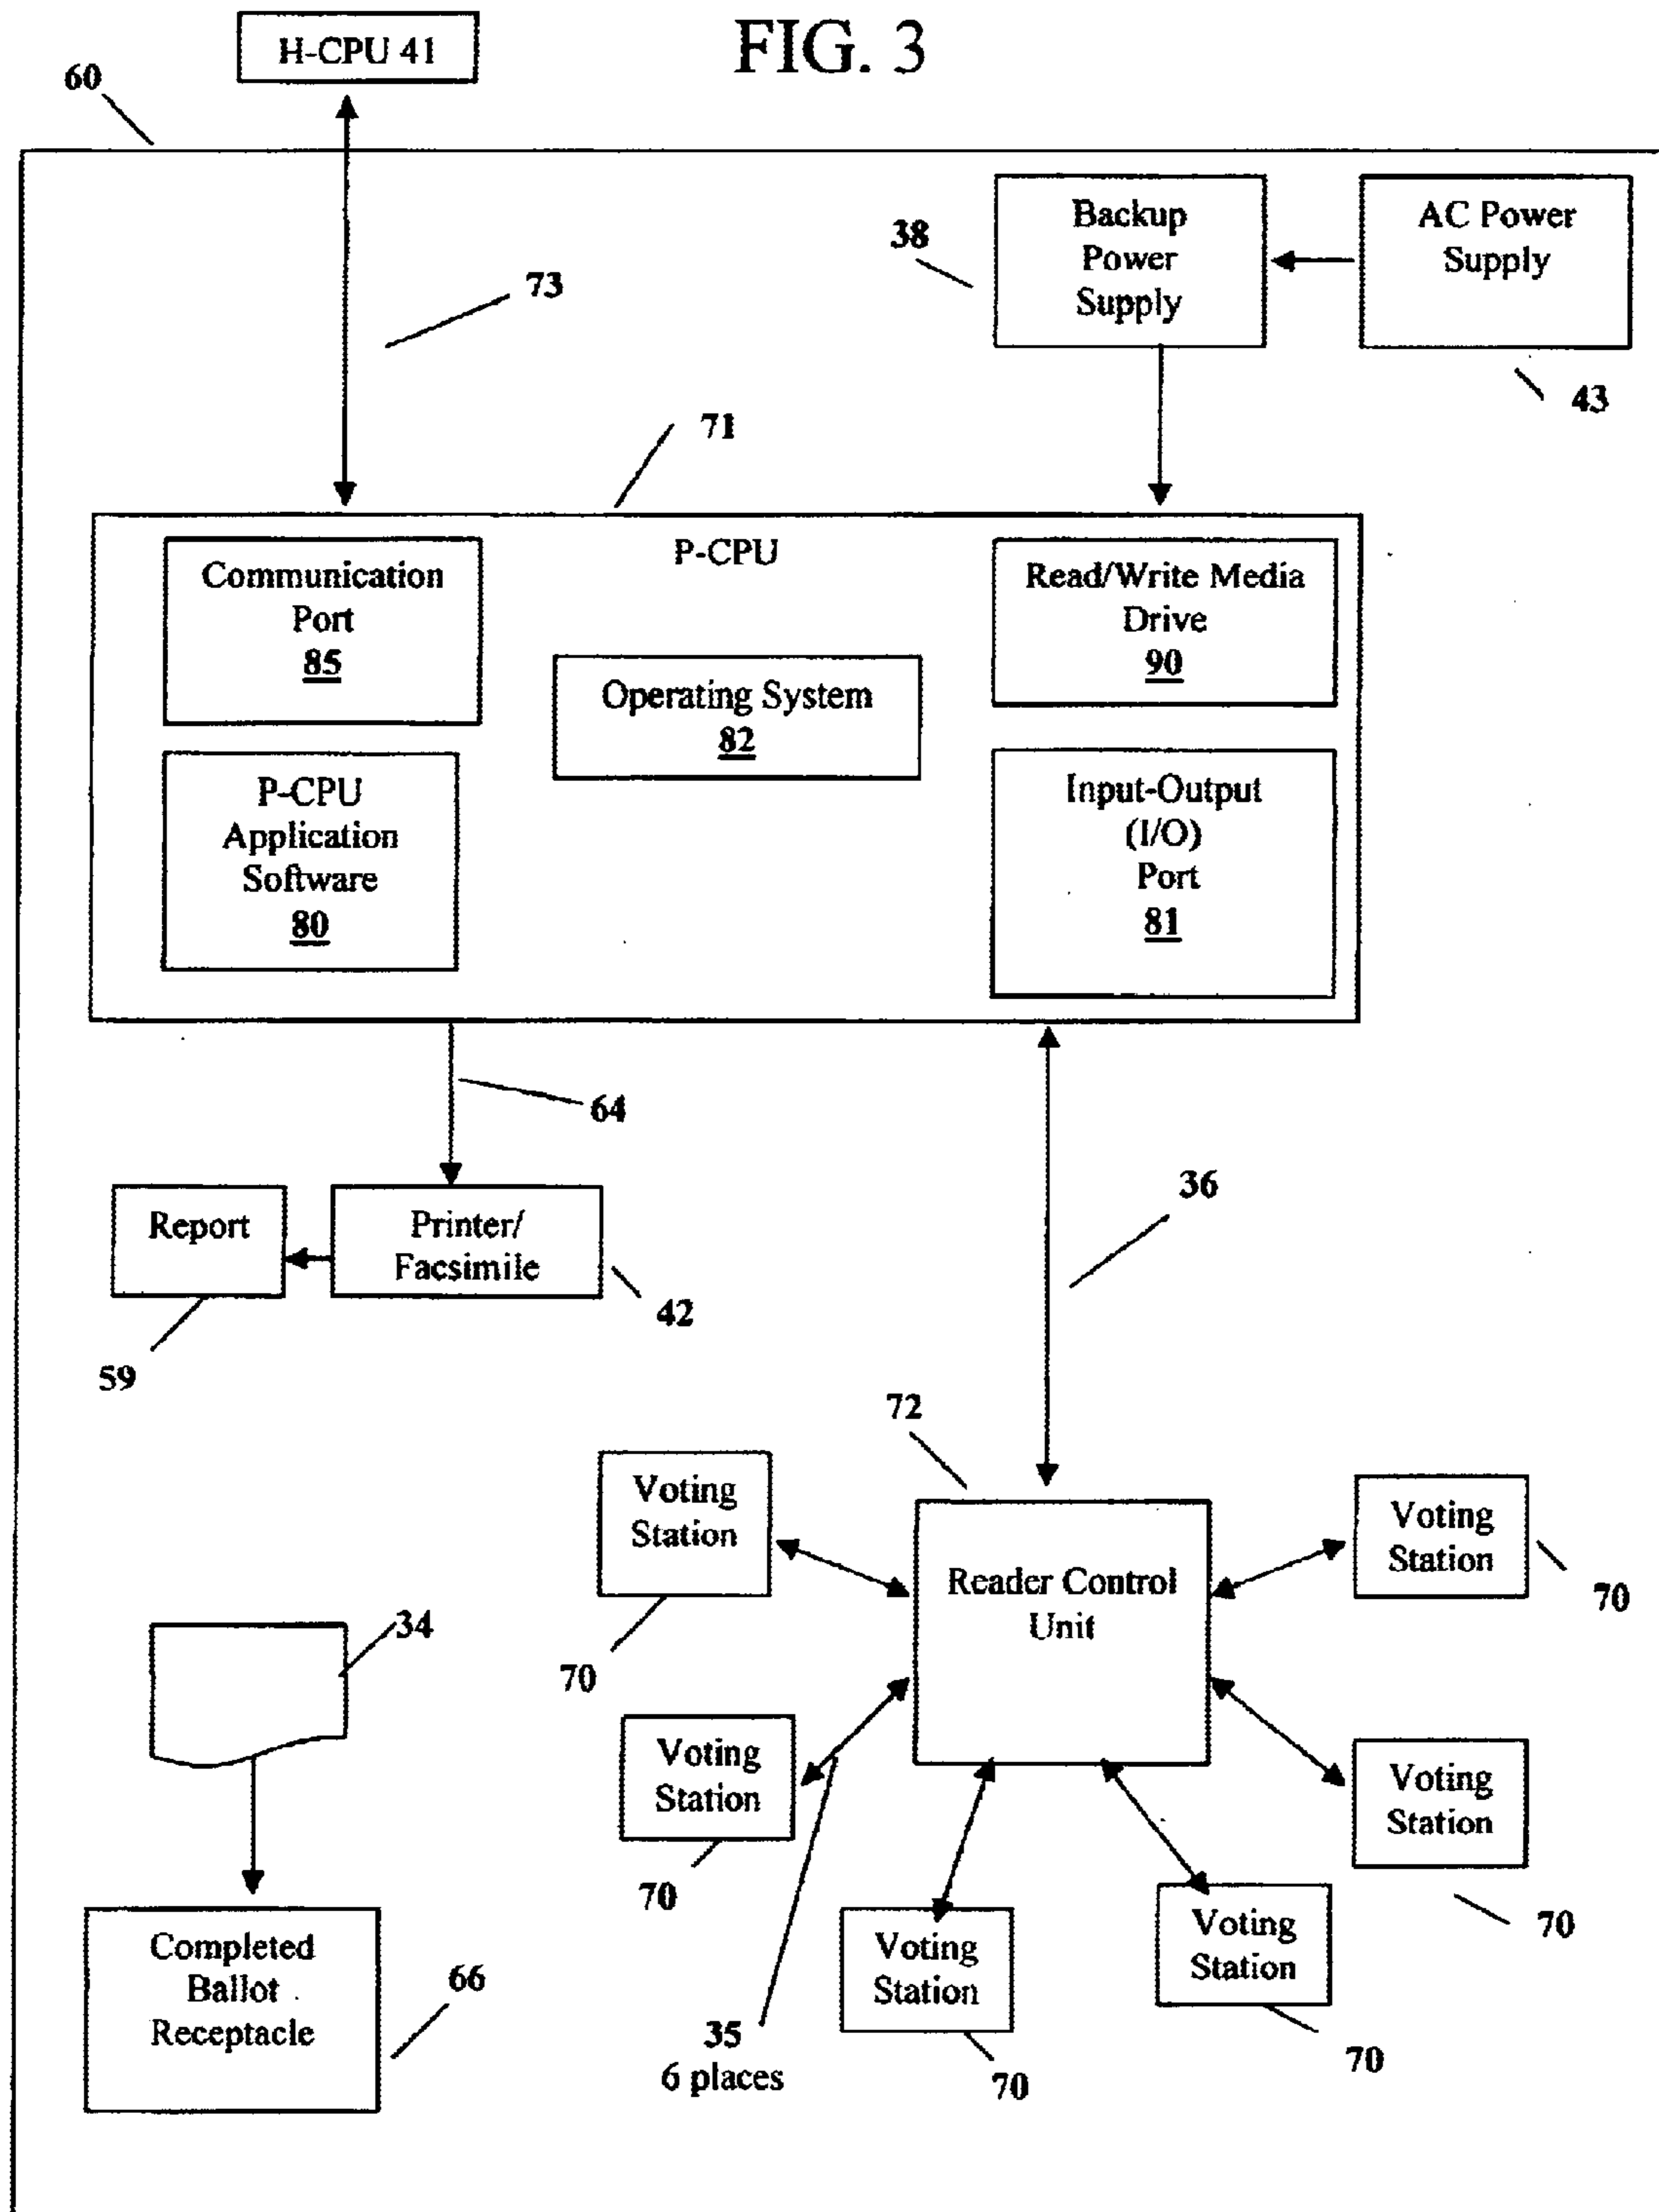 FIG. 3
H-CPU 41
60
Backup
Power
Supply
38
AC Power
Supply
43
73
71
P-CPU
Communication
Port
85
Operating System
82
Read/Write Media
Drive
90
P-CPU
Application
Software
80
Input-Output
(I/O)
Port
81
64
36
Report
Printer/
Facsimile
42
59
72
Voting
Station
70
Reader Control
Unit
Voting
Station
70
34
Voting
Station
70
Voting
Station
70
Completed
Ballot
Receptacle
66
Voting
Station
70
Voting
Station
70
35
6 places